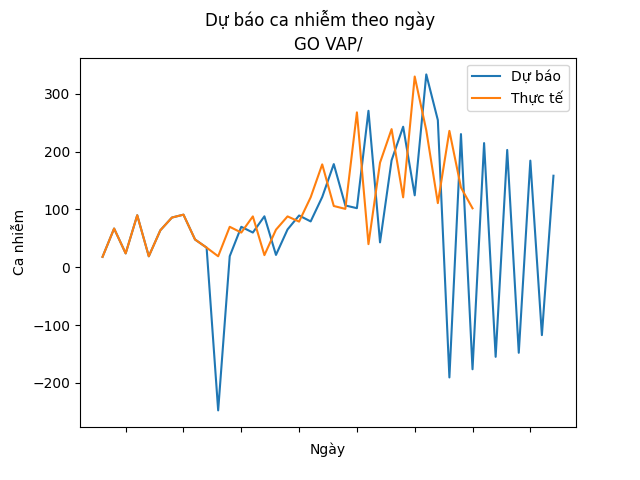 Dự báo ca nhiễm theo ngày
GO VAP/
Dự báo
Thực tế
Ca nhiễm
300
200
100
0
−100
−200
Ngày